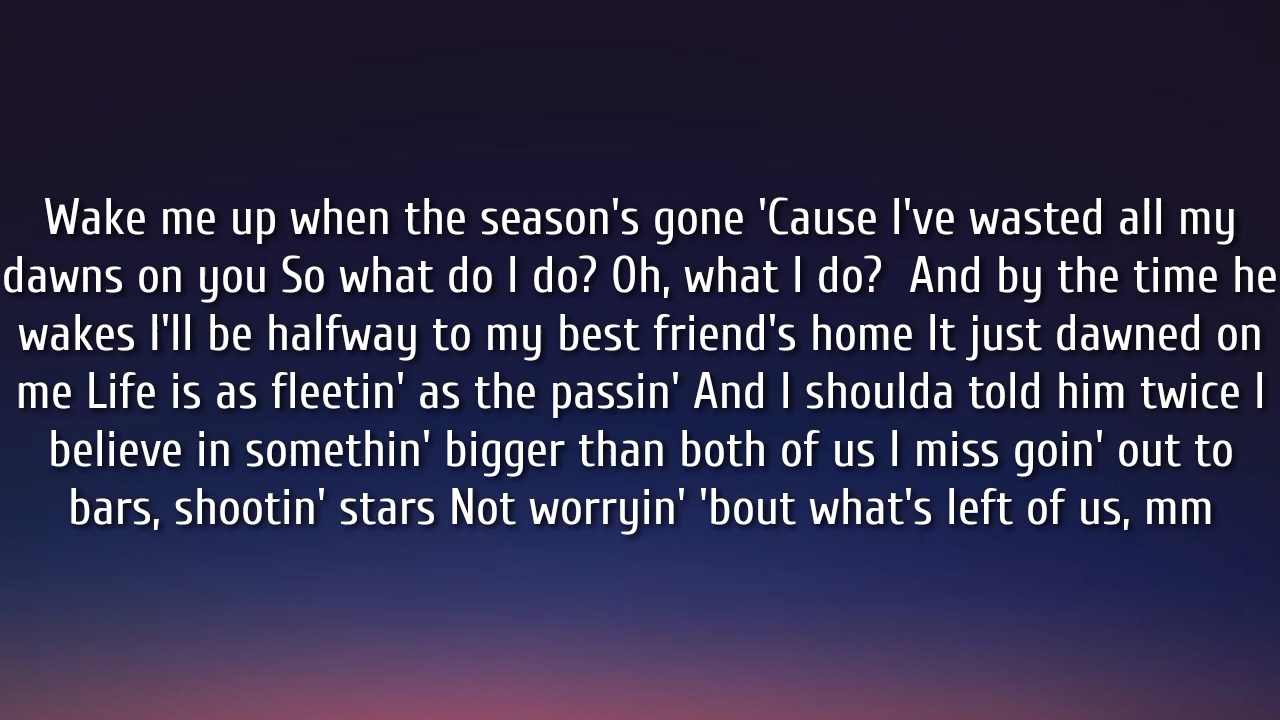 Wake me up when the season's gone 'Cause I've wasted all my
dawns on you So what do I do? Oh, what I do?  And by the time he
wakes I'll be halfway to my best friend's home It just dawned on
me Life is as fleetin' as the passin' And I shoulda told him twice I
believe in somethin' bigger than both of us I miss goin' out to
bars, shootin' stars Not worryin' 'bout what's left of us, mm